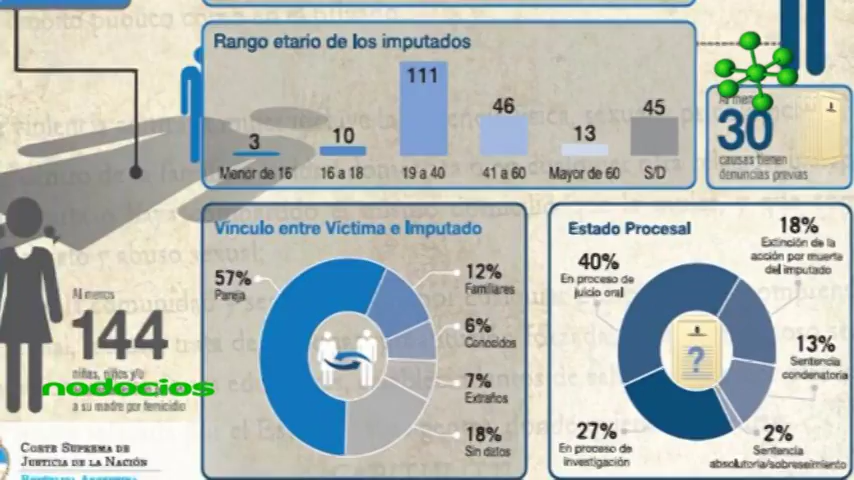 Rango etario de los imputados
3
10
111
46
13
45
Menor de 16
16 a 18
19 a 40
41 a 60
Mayor de 60
S/D
Al menos
30
causas tienen
denuncias previas
Vínculo entre Víctima e Imputado
57%
Pareja
12%
Familiares
6%
Conocidos
7%
Extraños
18%
Sin datos
Estado Procesal
40%
En proceso de
juicio oral
18%
Extinción de la
acción por muerte
del imputado
13%
Sentencia
condenatoria
27%
En proceso de
investigación
2%
Sentencia
absolutoria/sobreseimiento
Al menos
144
niñas, niños y/o
nodocios
a su madre por femicidio
CORTE SUPREMA DE
JUSTICIA DE LA NACIÓN